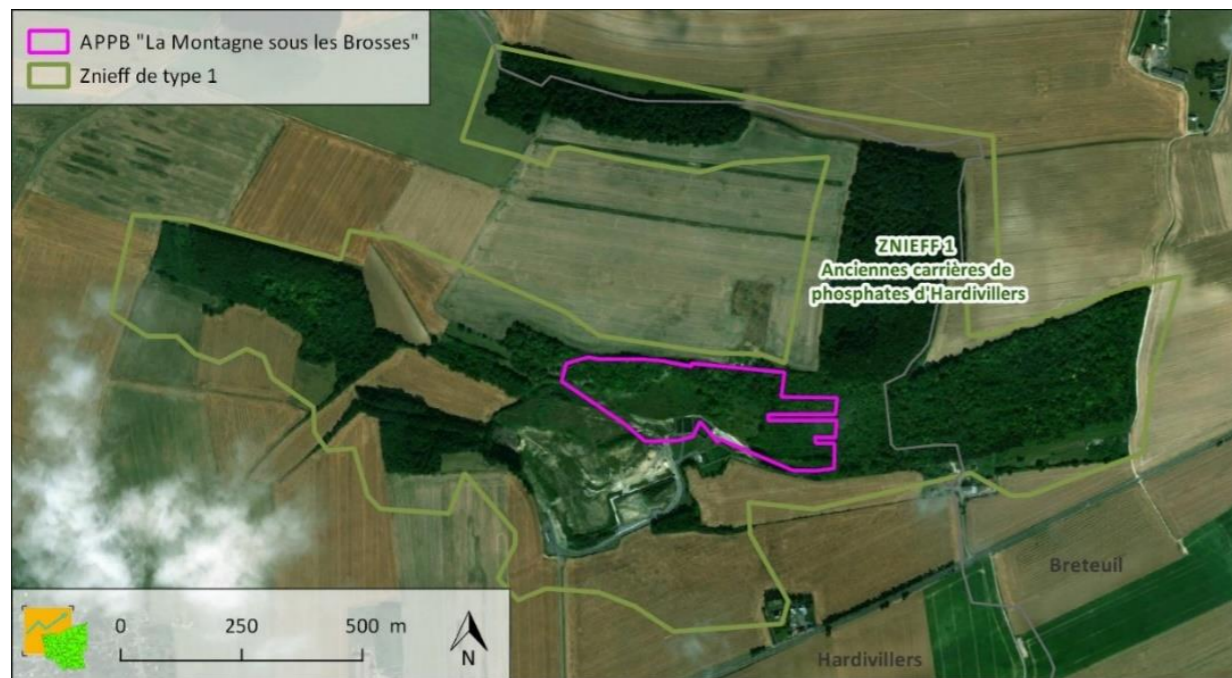 APPB "La Montagne sous les Brosses"
Znieff de type 1
ZNIEFF 1
Anciennes carrières de
phosphates d'Hardivillers
Breteuil
0 250 500 m
N
Hardivillers